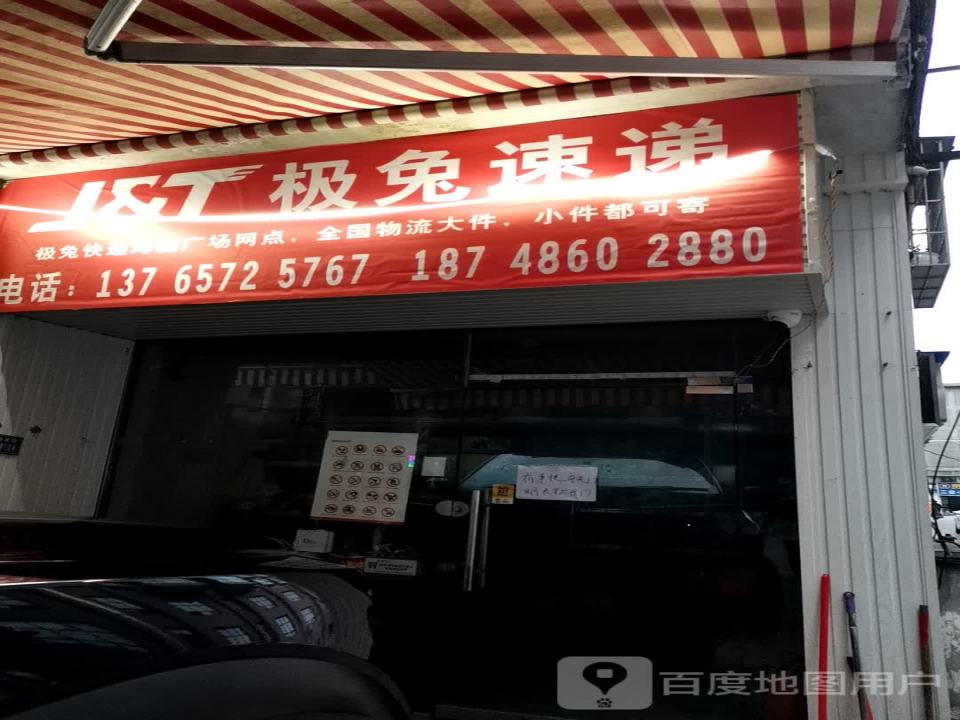 J&T 极兔速递
极兔快递 广场网点，全国物流大件，小件都可寄
电话：137 6572 5767 187 4860 2880
百度地图用户